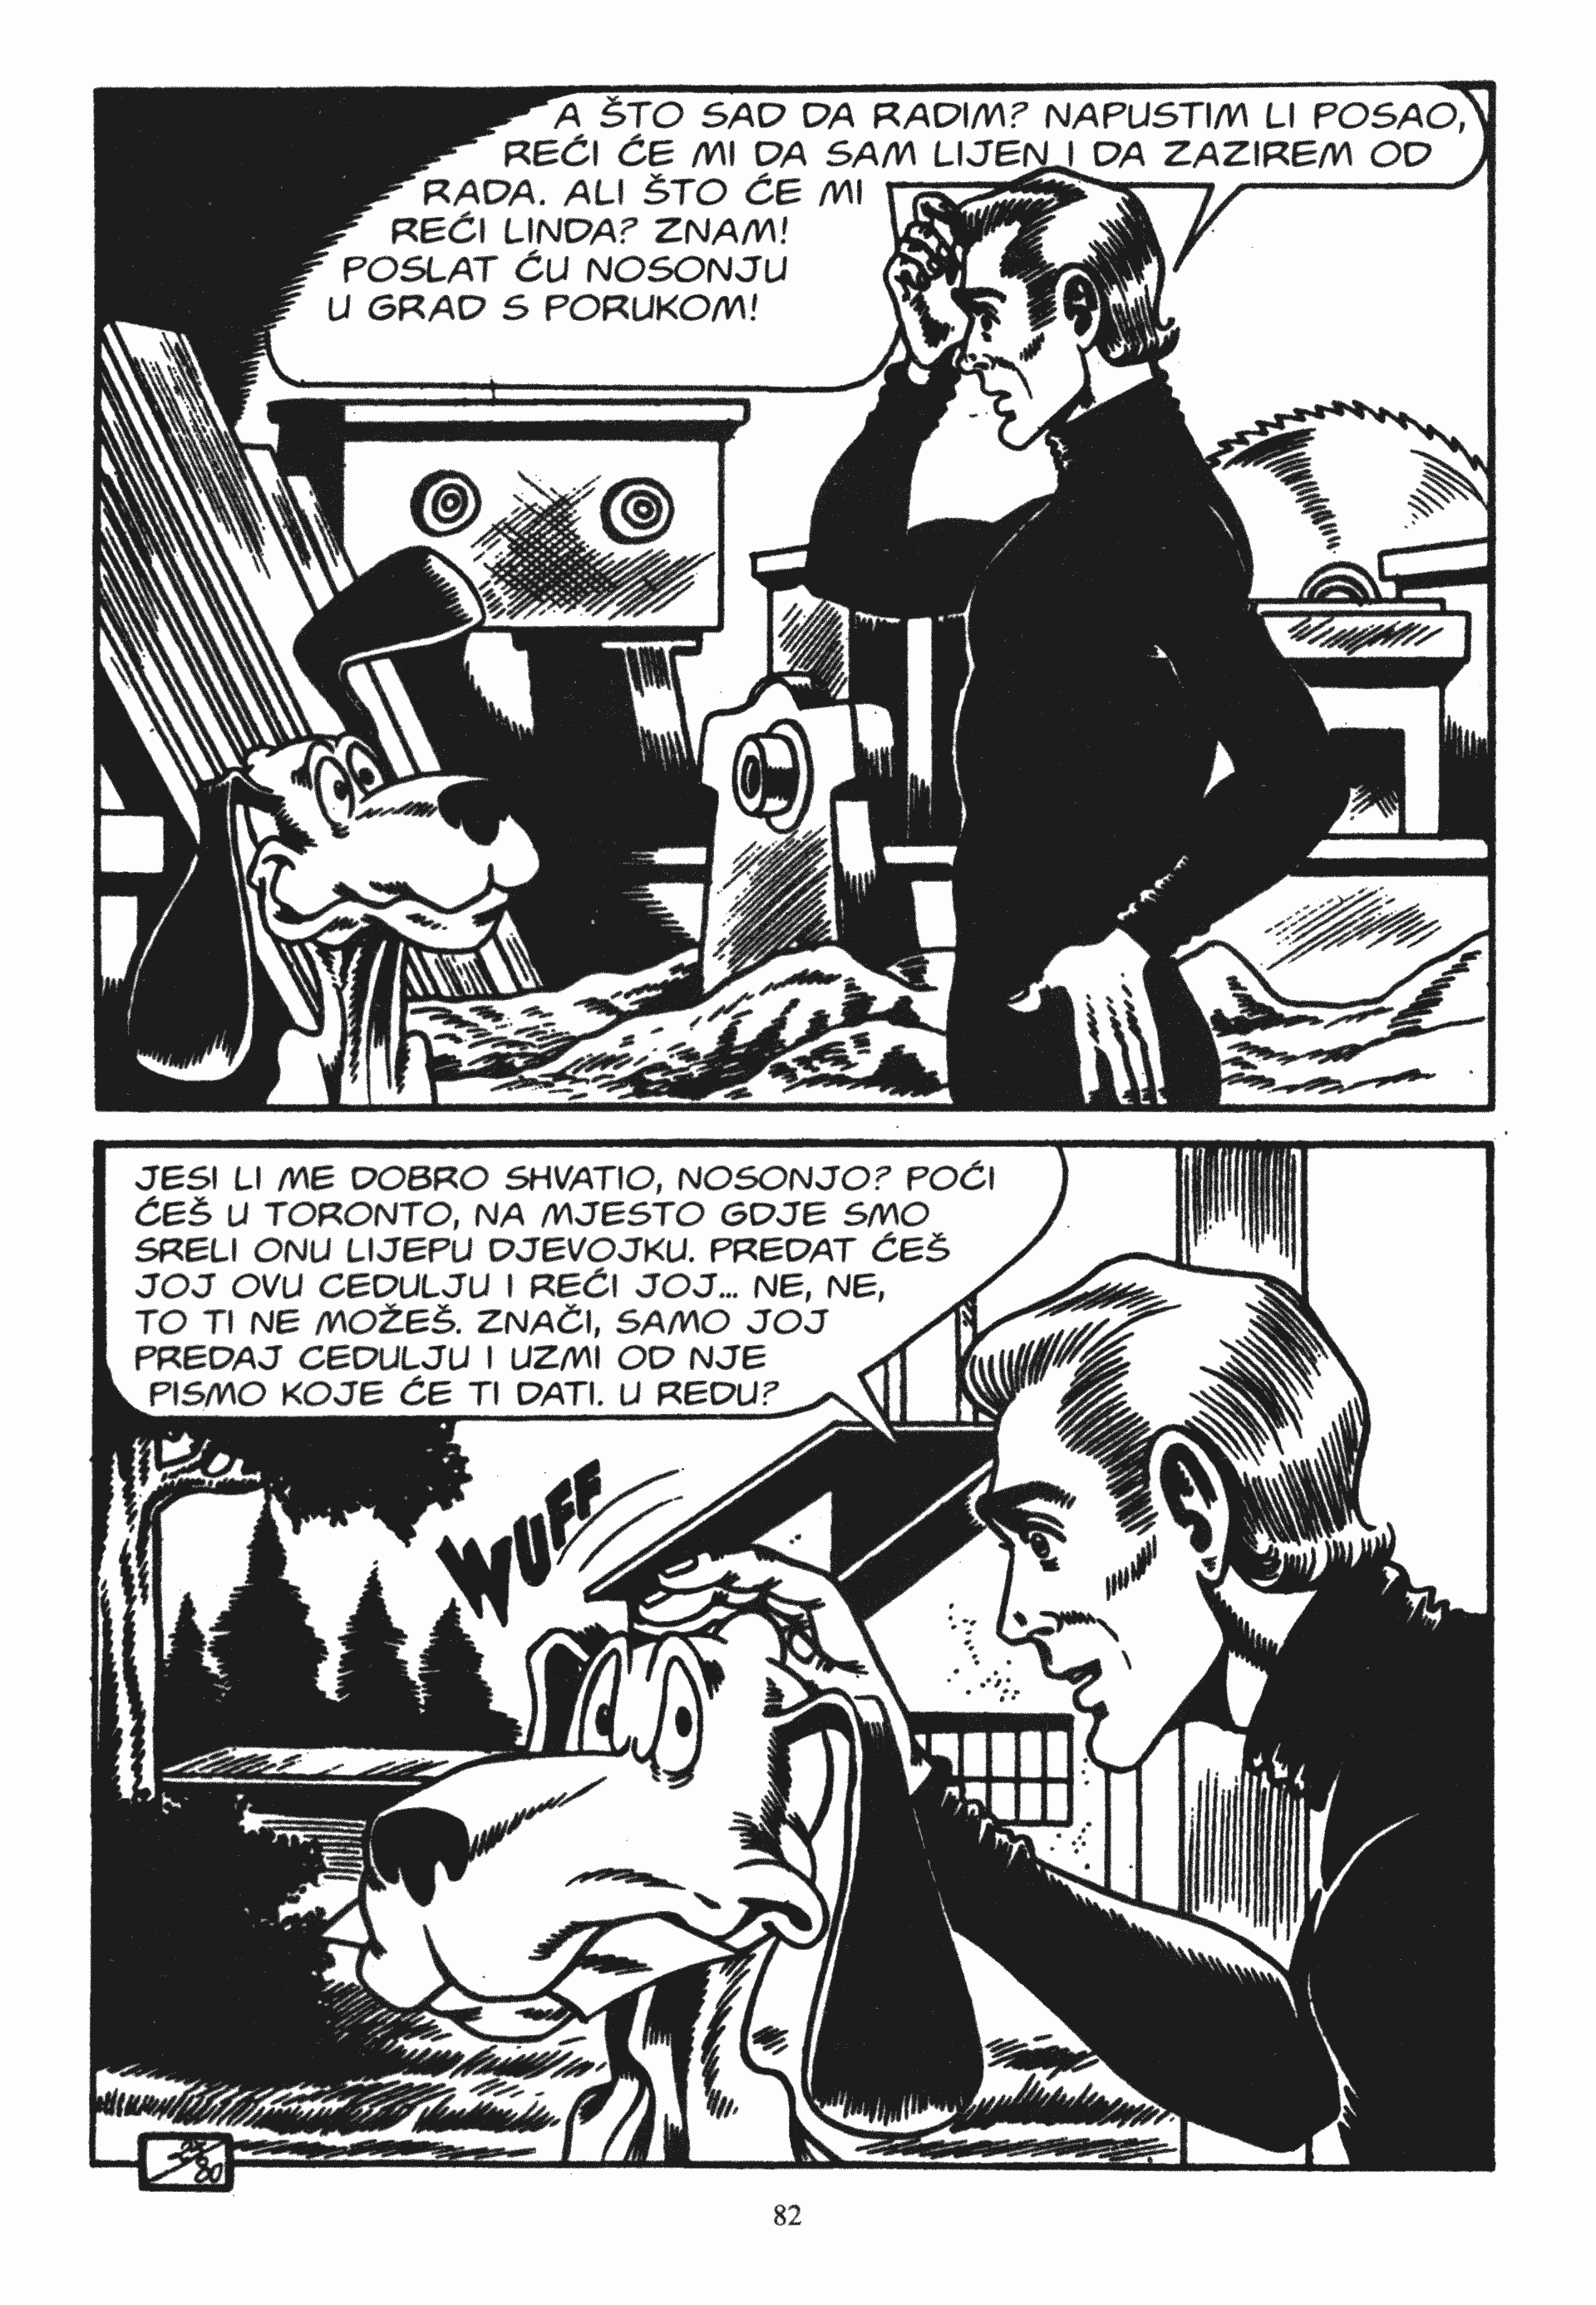 A ŠTO SAD DA RADIM? NAPUSTIM LI POSAO,
REĆI ĆE MI DA SAM LIJEN I DA ZAZIREM OD
RADA. ALI ŠTO ĆE MI
REĆI LINDA? ZNAM!
POSLAT ĆU NOSONJU
U GRAD S PORUKOM!
JESI LI ME DOBRO SHVATIO, NOSONJO? POĆI
ĆEŠ U TORONTO, NA MJESTO GDJE SMO
SRELI ONU LIJEPU DJEVOJKU. PREDAT ĆEŠ
JOJ OVU CEDULJU I REĆI JOJ... NE, NE,
TO TI NE MOŽEŠ. ZNAČI, SAMO JOJ
PREDAJ CEDULJU I UZMI OD NJE
PISMO KOJE ĆE TI DATI. U REDU?
WUFF
80
82